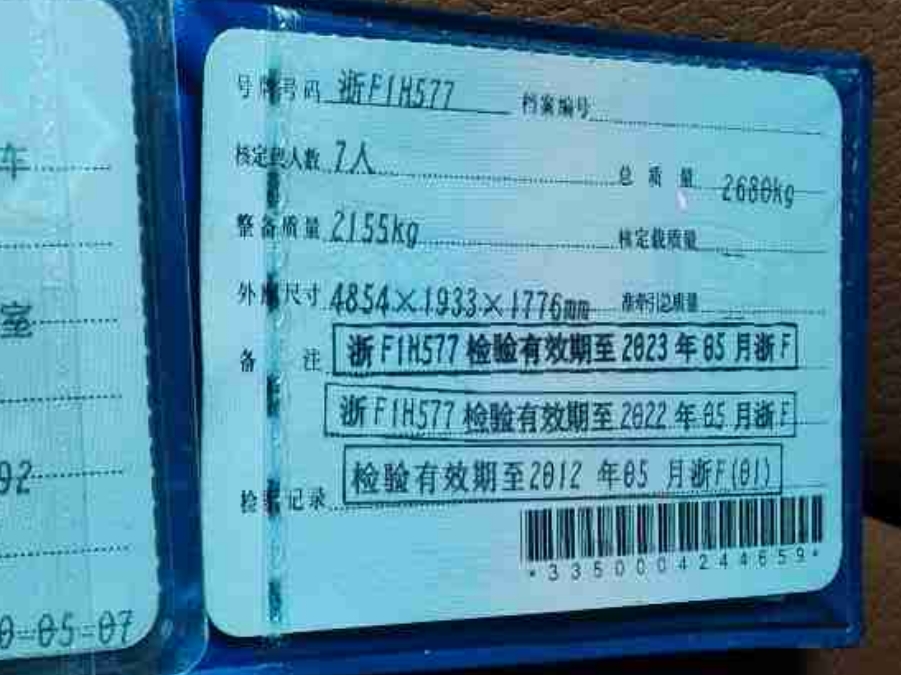 号牌号码 浙F1H577 档案编号
核定载人数 7人 总质量 2680kg
整备质量 2155kg 核定载质量
外廓尺寸 4854×1933×1776mm 准牵引总质量
备注 浙F1H577 检验有效期至2023年05月浙F
浙F1H577 检验有效期至2022年05月浙F
检验记录 检验有效期至2012年05月浙F(01)
*3350004244659*
车
室
92
0-05-07